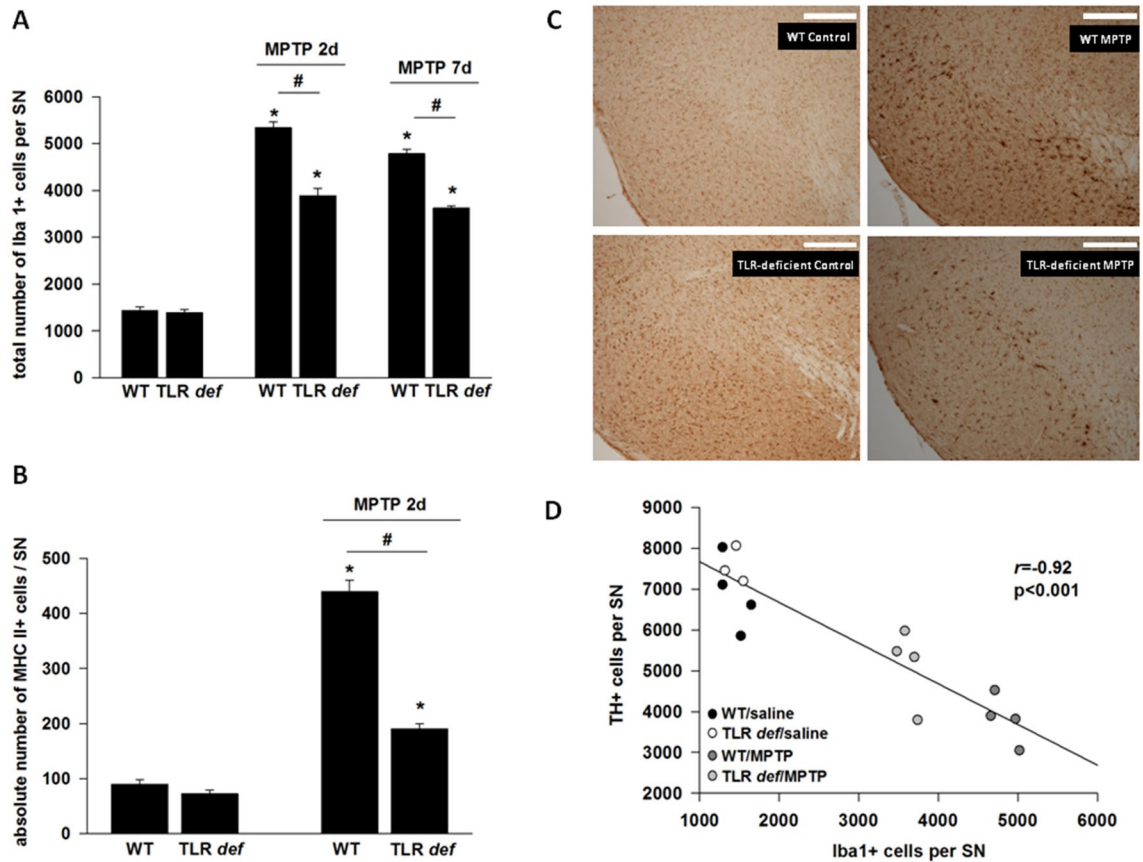 A
MPTP 2d
MPTP 7d
#
#
*
*
*
*
total number of Iba 1+ cells per SN
6000
5000
4000
3000
2000
1000
0
WT TLR def
WT TLR def
WT TLR def
B
MPTP 2d
#
*
*
absolute number of MHC II+ cells / SN
500
400
300
200
100
0
WT
TLR def
WT
TLR def
C
WT Control
WT MPTP
TLR-deficient Control
TLR-deficient MPTP
D
TH+ cells per SN
9000
8000
7000
6000
5000
4000
3000
2000
r=-0.92
p<0.001
WT/saline
TLR def/saline
WT/MPTP
TLR def/MPTP
1000
2000
3000
4000
5000
6000
Iba1+ cells per SN